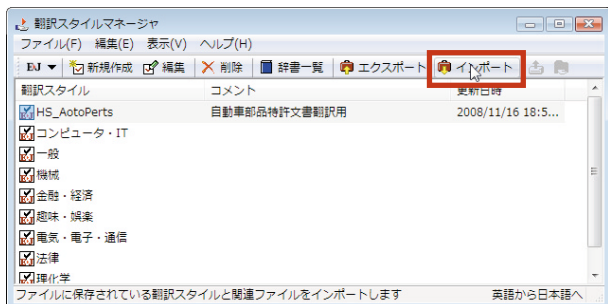 翻訳スタイルマネージャ
ファイル(F) 編集(E) 表示(V) ヘルプ(H)
EJ 新規作成 編集 削除 辞書一覧 エクスポート インポート
翻訳スタイル コメント 更新日時
HS_AotoPerts 自動車部品特許文書翻訳用 2008/11/16 18:5...
コンピュータ・IT
一般
機械
金融・経済
趣味・娯楽
電気・電子・通信
法律
理化学
ファイルに保存されている翻訳スタイルと関連ファイルをインポートします 英語から日本語へ